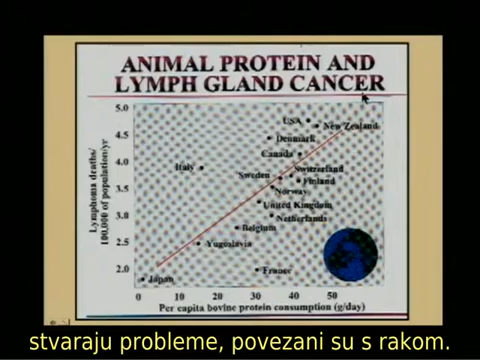 ANIMAL PROTEIN AND
LYMPH GLAND CANCER
5.0
USA
New Zealand
4.5
Denmark
Canada
4.0
Italy
Switzerland
Sweden
Finland
3.5
Norway
United Kingdom
3.0
Netherlands
Belgium
2.5
Yugoslavia
2.0
France
Japan
Lymphoma deaths/
100,000 of population/yr
0 10 20 30 40 50
Per capita bovine protein consumption (g/day)
stvaraju probleme, povezani su s rakom.